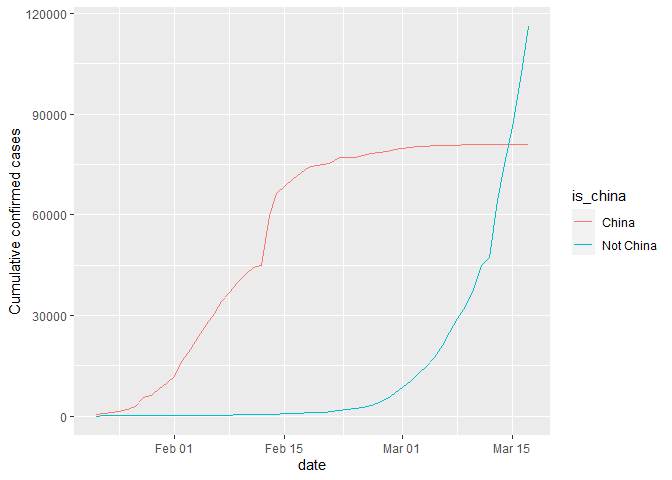 120000
90000
60000
30000
0
Cumulative confirmed cases
Feb 01
Feb 15
Mar 01
Mar 15
date
is_china
China
Not China